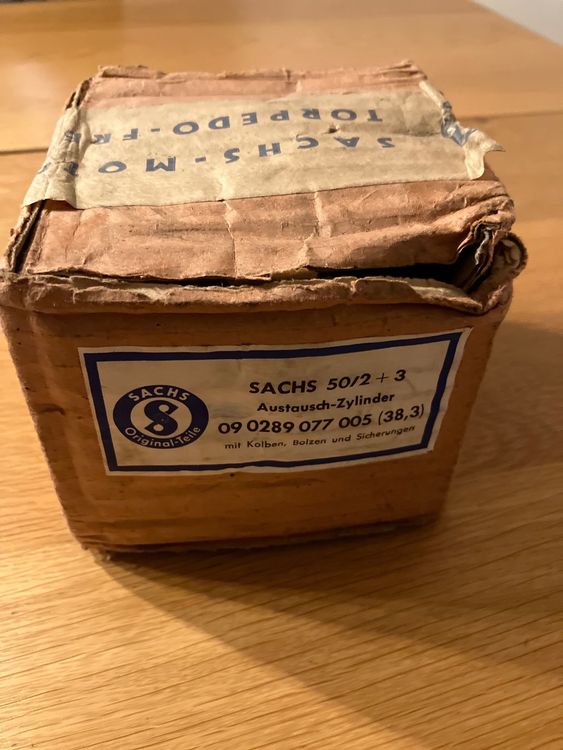 SACHS-MO
TORPEDO-FRE
SACHS
Original-Teile
SACHS 50/2 + 3
Austausch-Zylinder
09 0289 077 005 (38,3)
mit Kolben, Bolzen und Sicherungen